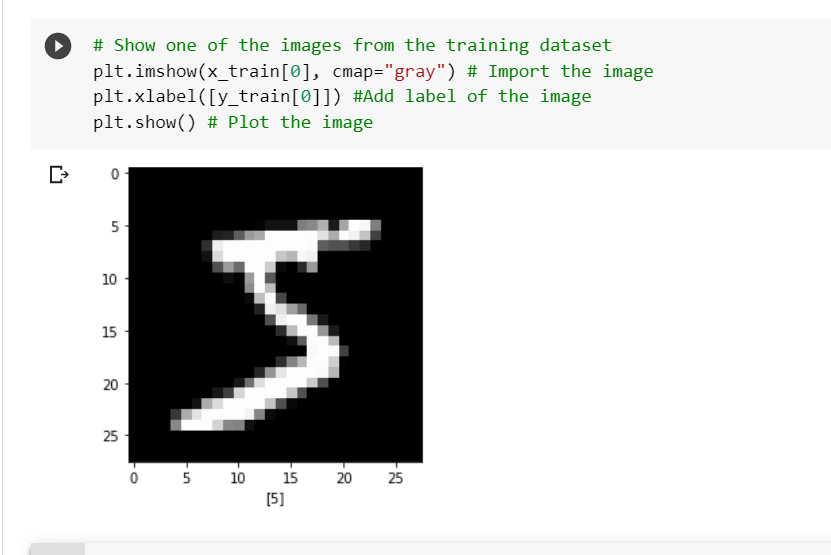 # Show one of the images from the training dataset
plt.imshow(x_train[0], cmap="gray") # Import the image
plt.xlabel([y_train[0]]) #Add label of the image
plt.show() # Plot the image
0
5
10
15
20
25
0 5 10 15 20 25
[5]